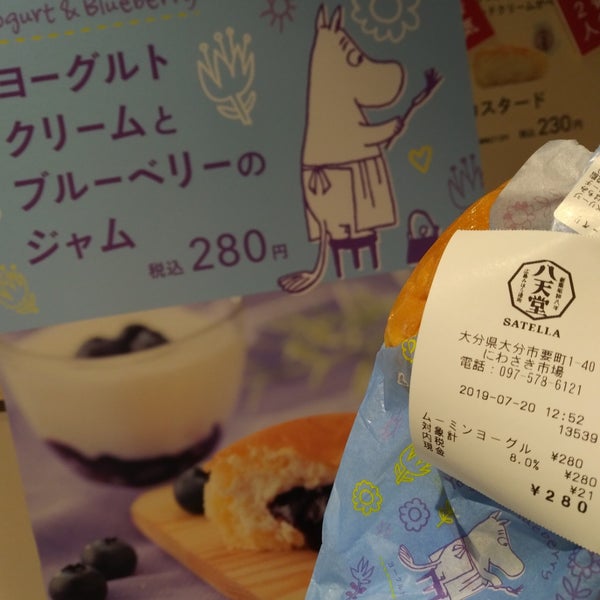 ogurt & Blueberry
ヨーグルト
クリームと
ブルーベリーの
ジャム
税込 280円
スタード
税込 230円
八天堂
SATELLA
大分県大分市要町1-40
にわさき市場
電話:097-578-6121
2019-07-20 12:52
13539
ムーミンヨーグル ¥280
対象計 8.0% ¥280
内税 ¥21
現金 ¥280